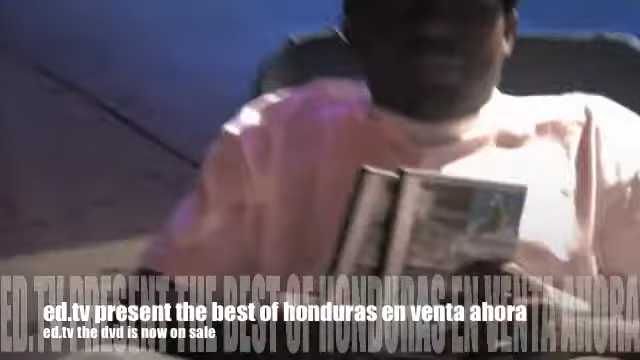 ED.TV PRESENT THE BEST OF HONDURAS EN VENTA AHORA
ed.tv present the best of honduras en venta ahora
ed.tv the dvd is now on sale